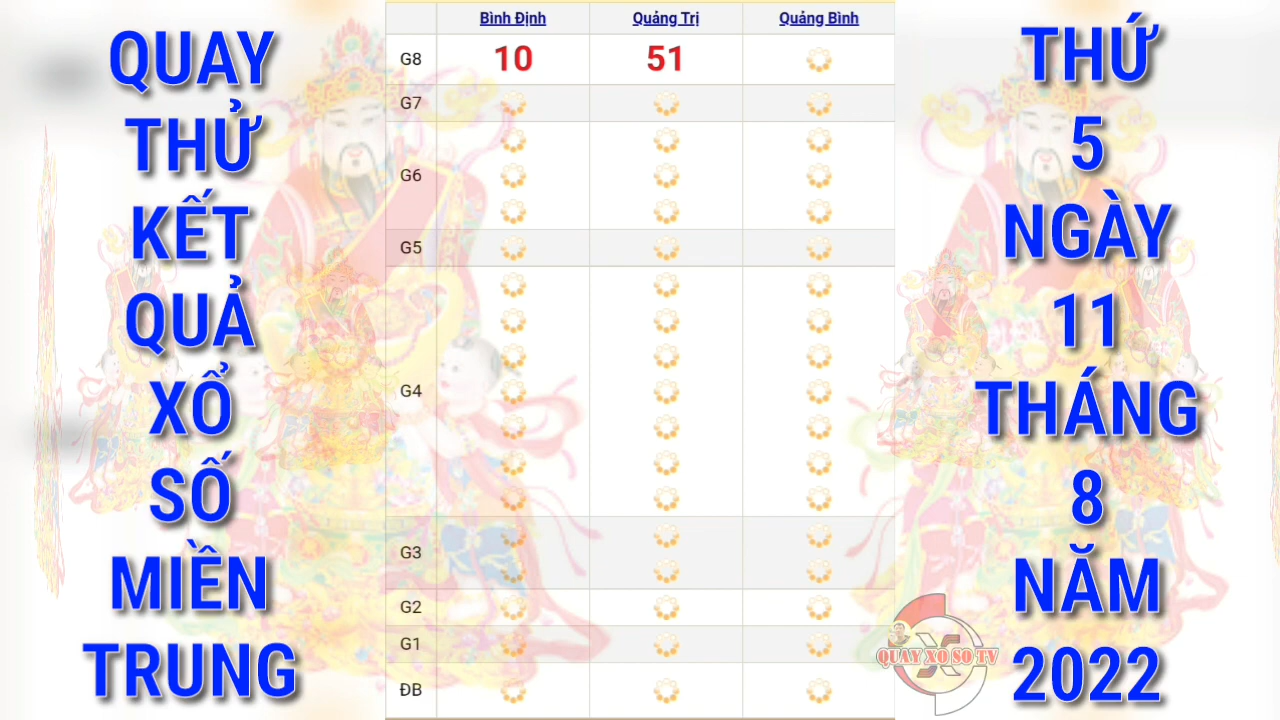 QUAY
THỬ
KẾT
QUẢ
XỔ
SỐ
MIỀN
TRUNG
Bình Định Quảng Trị Quảng Bình
G8 10 51
G7
G6
G5
G4
G3
G2
G1
ĐB
THỨ
5
NGÀY
11
THÁNG
8
NĂM
2022
QUAY XO SO TV